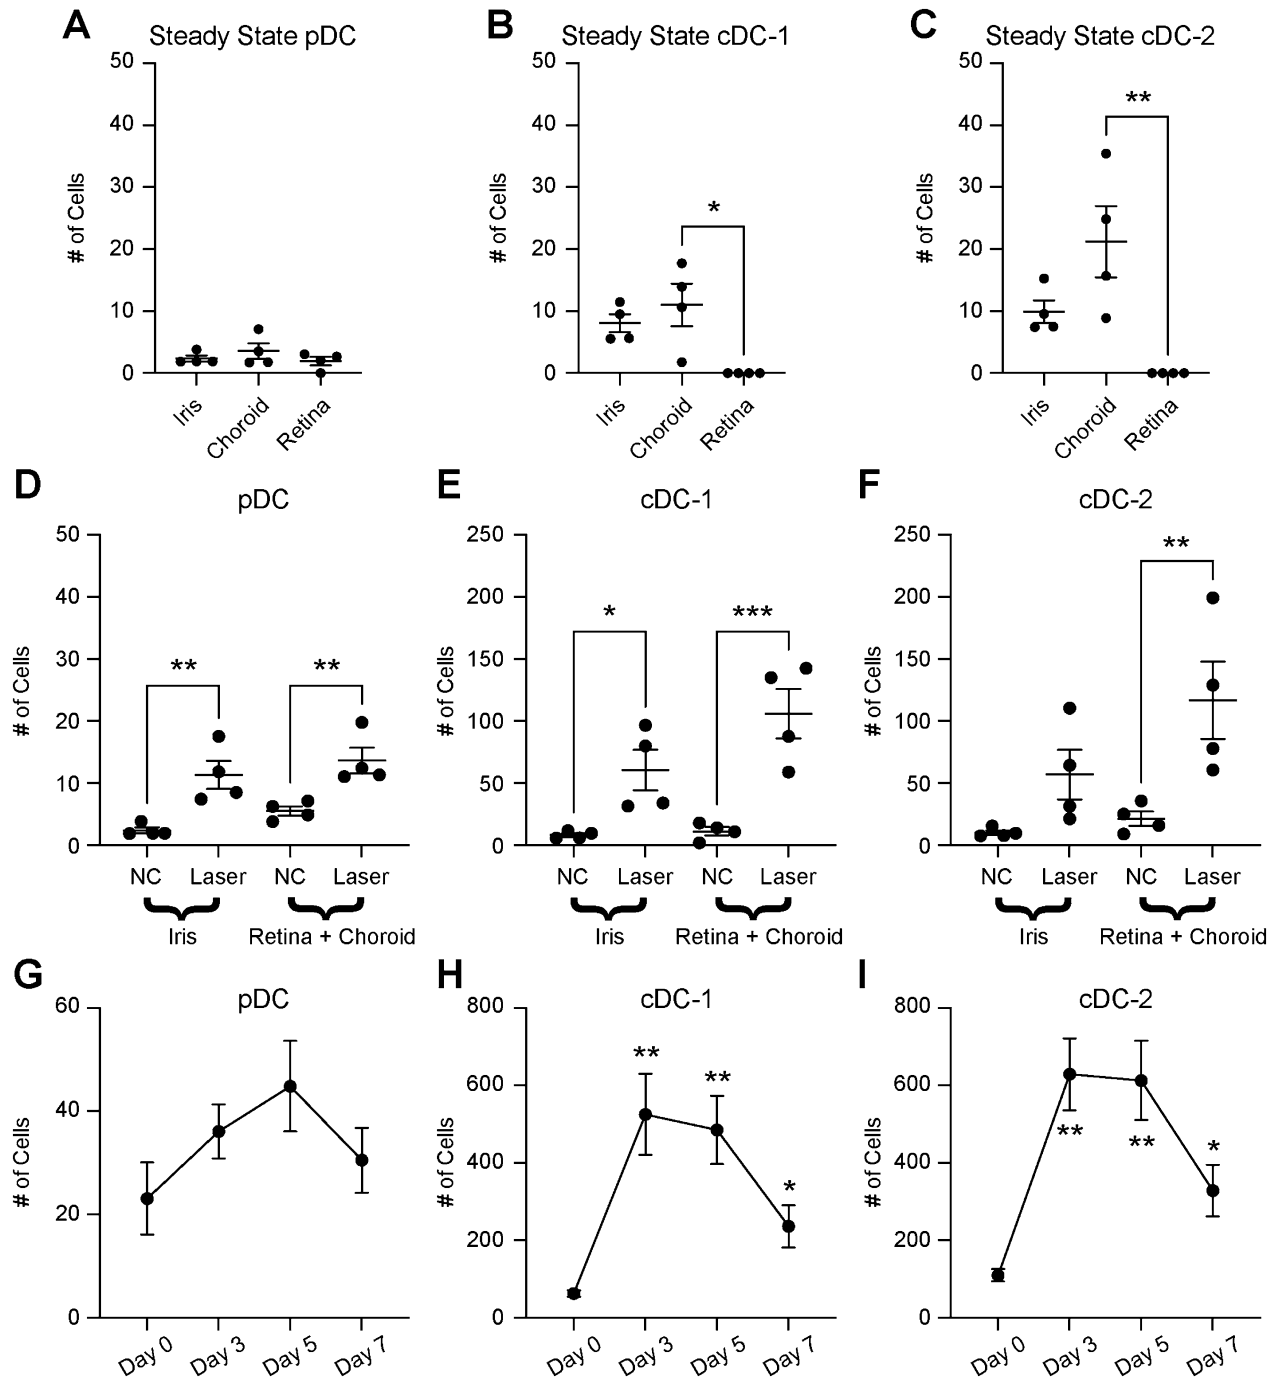 A
B
C
Steady State pDC
Steady State cDC-1
Steady State cDC-2
50
40
30
20
10
0
# of Cells
Iris
Choroid
Retina
50
40
30
20
10
0
# of Cells
*
Iris
Choroid
Retina
50
40
30
20
10
0
# of Cells
**
Iris
Choroid
Retina
D
pDC
50
40
30
20
10
0
# of Cells
**
**
NC
Laser
NC
Laser
Iris
Retina + Choroid
E
cDC-1
250
200
150
100
50
0
# of Cells
*
***
NC
Laser
NC
Laser
Iris
Retina + Choroid
F
cDC-2
250
200
150
100
50
0
# of Cells
**
NC
Laser
NC
Laser
Iris
Retina + Choroid
G
pDC
60
40
20
0
# of Cells
Day 0
Day 3
Day 5
Day 7
H
cDC-1
800
600
400
200
0
# of Cells
**
**
*
Day 0
Day 3
Day 5
Day 7
I
cDC-2
800
600
400
200
0
# of Cells
**
**
*
Day 0
Day 3
Day 5
Day 7